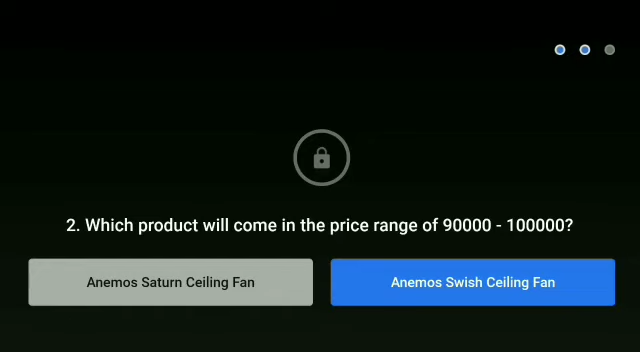 2. Which product will come in the price range of 90000 - 100000?
Anemos Saturn Ceiling Fan
Anemos Swish Ceiling Fan